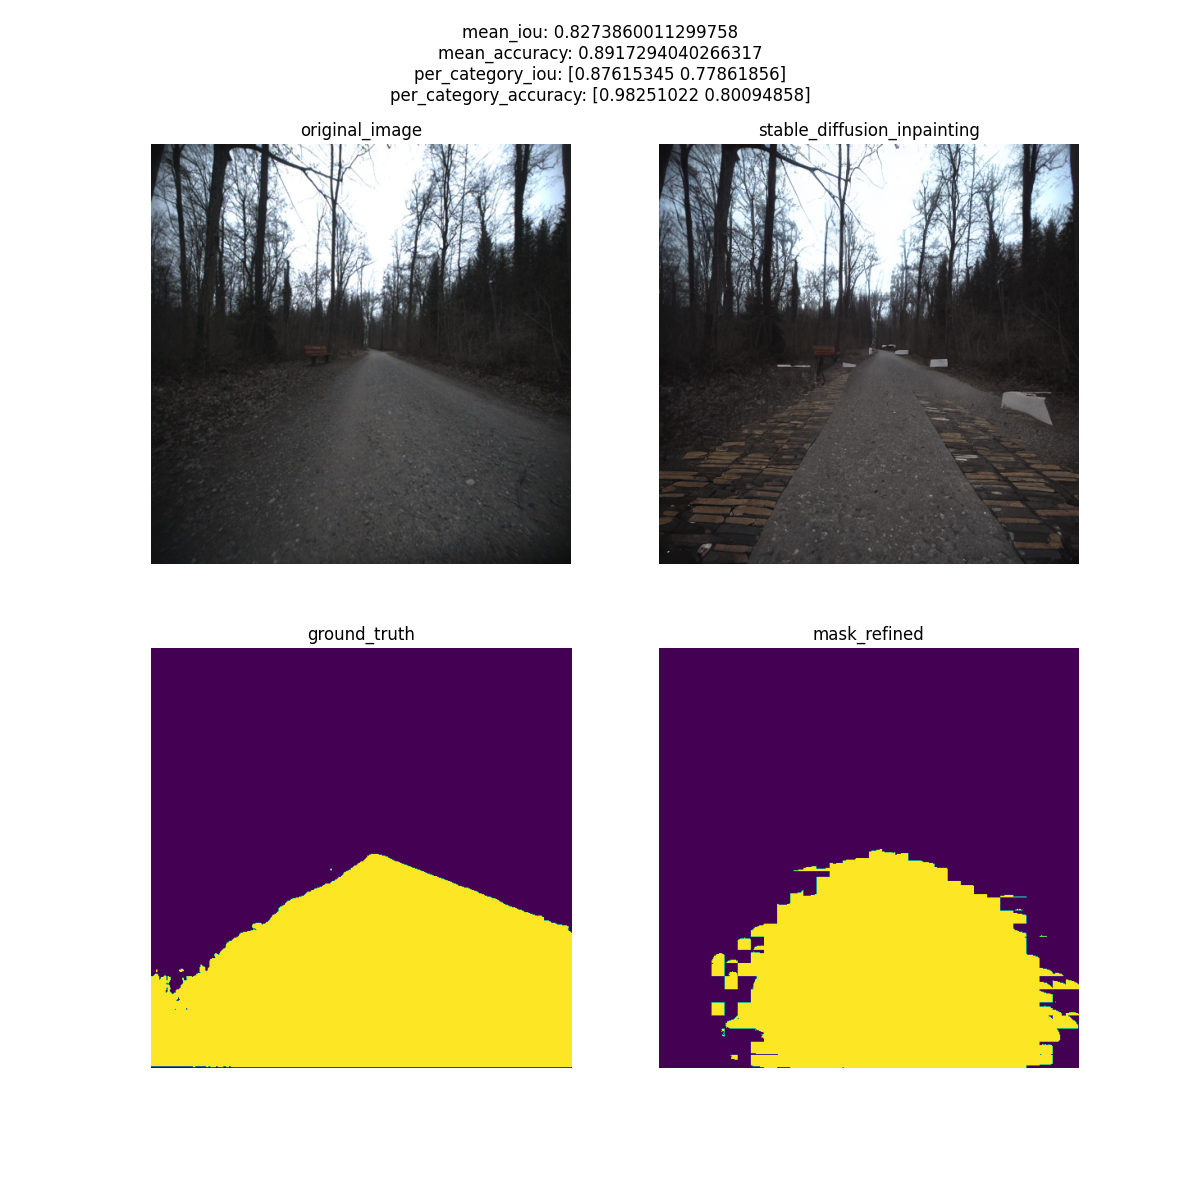 mean_iou: 0.8273860011299758
mean_accuracy: 0.8917294040266317
per_category_iou: [0.87615345 0.77861856]
per_category_accuracy: [0.98251022 0.80094858]
original_image
stable_diffusion_inpainting
ground_truth
mask_refined